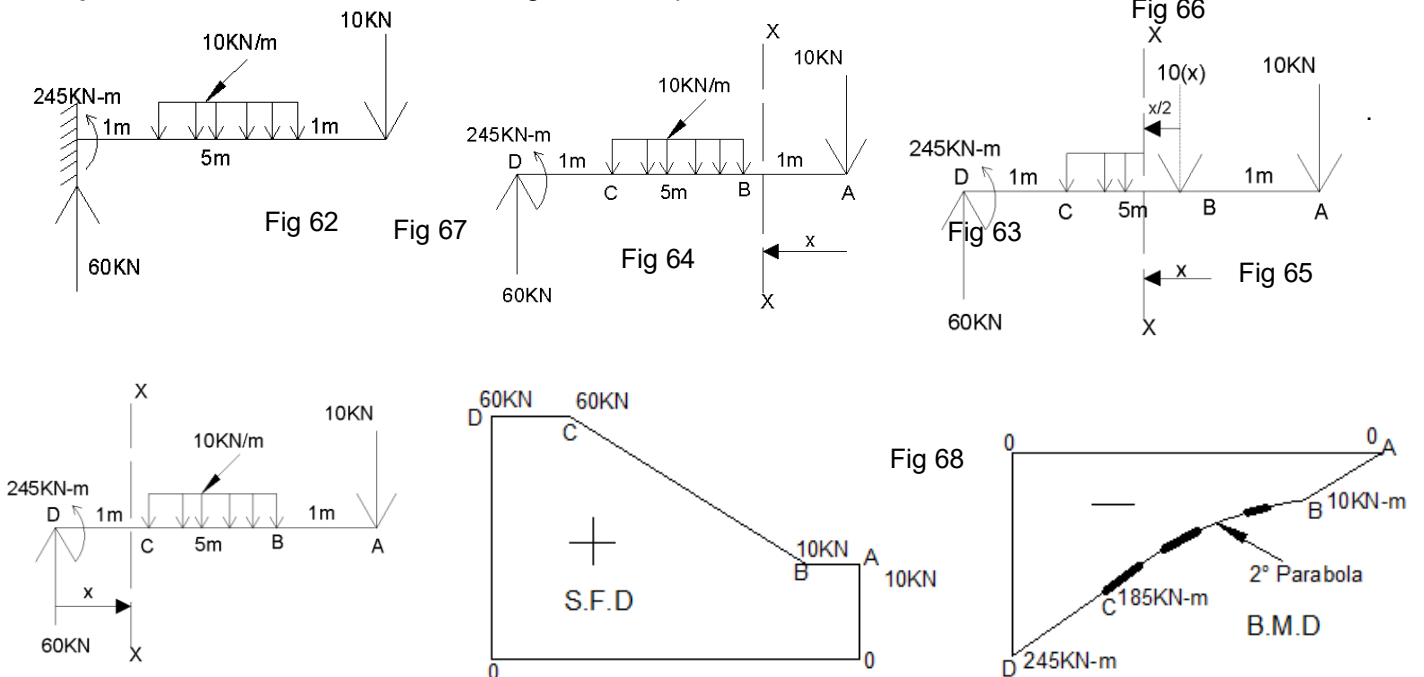 10KN
10KN/m
245KN-m
1m
1m
5m
Fig 62
60KN
Fig 67
X
10KN
10KN/m
245KN-m
D
1m
1m
C
5m
B
A
x
Fig 64
60KN
X
Fig 66
X
10(x)
10KN
x/2
.
245KN-m
D
1m
1m
C
5m
B
A
Fig 63
x
Fig 65
60KN
X
X
10KN
10KN/m
245KN-m
D
1m
1m
C
5m
B
A
x
60KN
X
60KN
60KN
D
C
10KN
A
B
10KN
S.F.D
0
0
Fig 68
0
0
A
B
10KN-m
2° Parabola
C
185KN-m
B.M.D
D
245KN-m